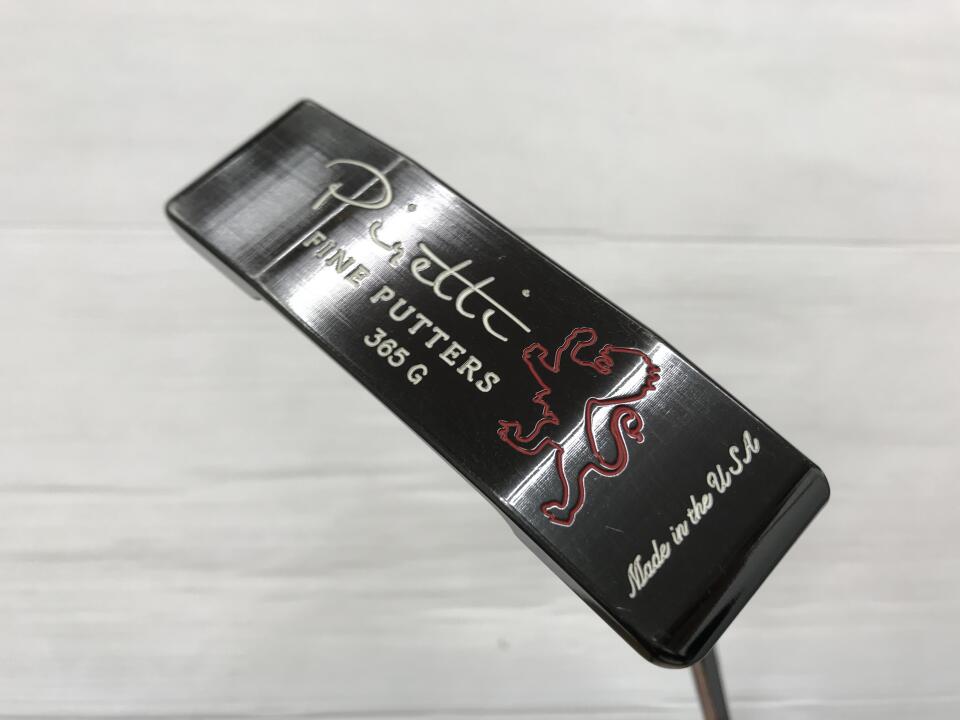 Piretti
FINE PUTTERS
365 G
Made in the USA